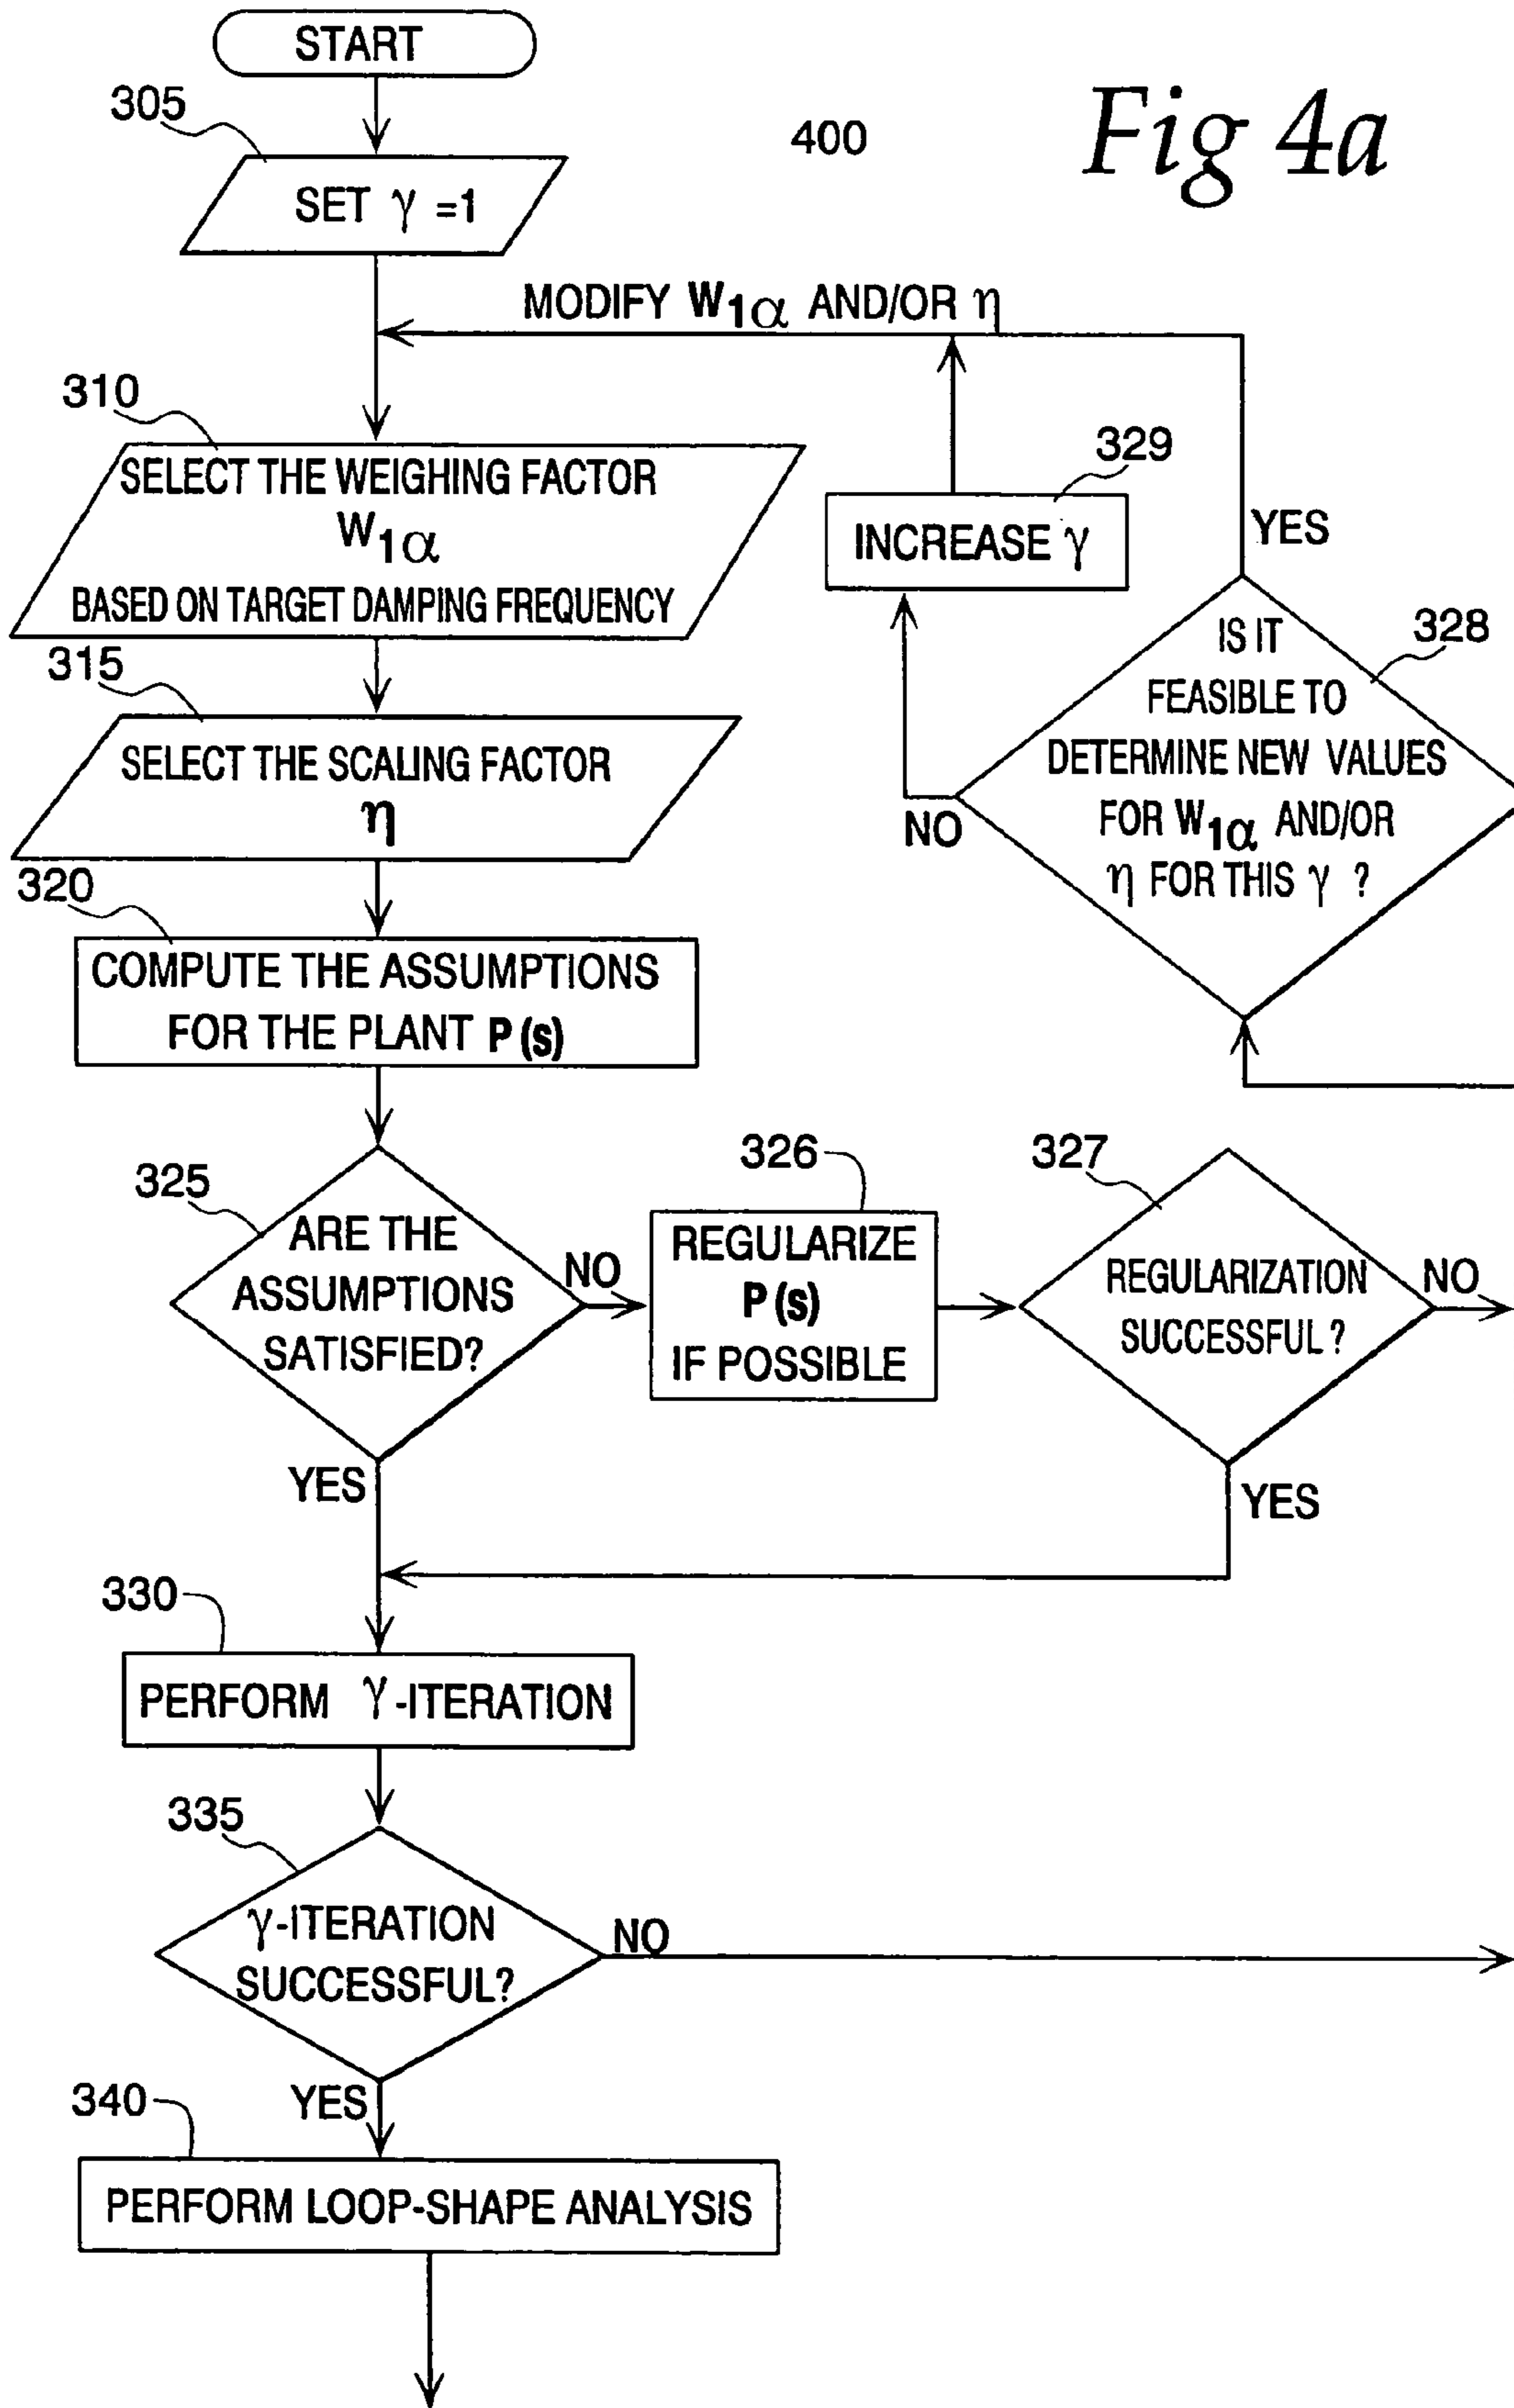 START
305
400
Fig 4a
SET γ =1
MODIFY W1α AND/OR η
310
SELECT THE WEIGHING FACTOR
W1α
BASED ON TARGET DAMPING FREQUENCY
329
INCREASE γ
YES
328
IS IT
FEASIBLE TO
DETERMINE NEW VALUES
FOR W1α AND/OR
η FOR THIS γ ?
NO
315
SELECT THE SCALING FACTOR
η
320
COMPUTE THE ASSUMPTIONS
FOR THE PLANT P(s)
325
ARE THE
ASSUMPTIONS
SATISFIED?
NO
326
REGULARIZE
P(s)
IF POSSIBLE
327
REGULARIZATION
SUCCESSFUL?
NO
YES
YES
330
PERFORM γ-ITERATION
335
γ-ITERATION
SUCCESSFUL?
NO
YES
340
PERFORM LOOP-SHAPE ANALYSIS